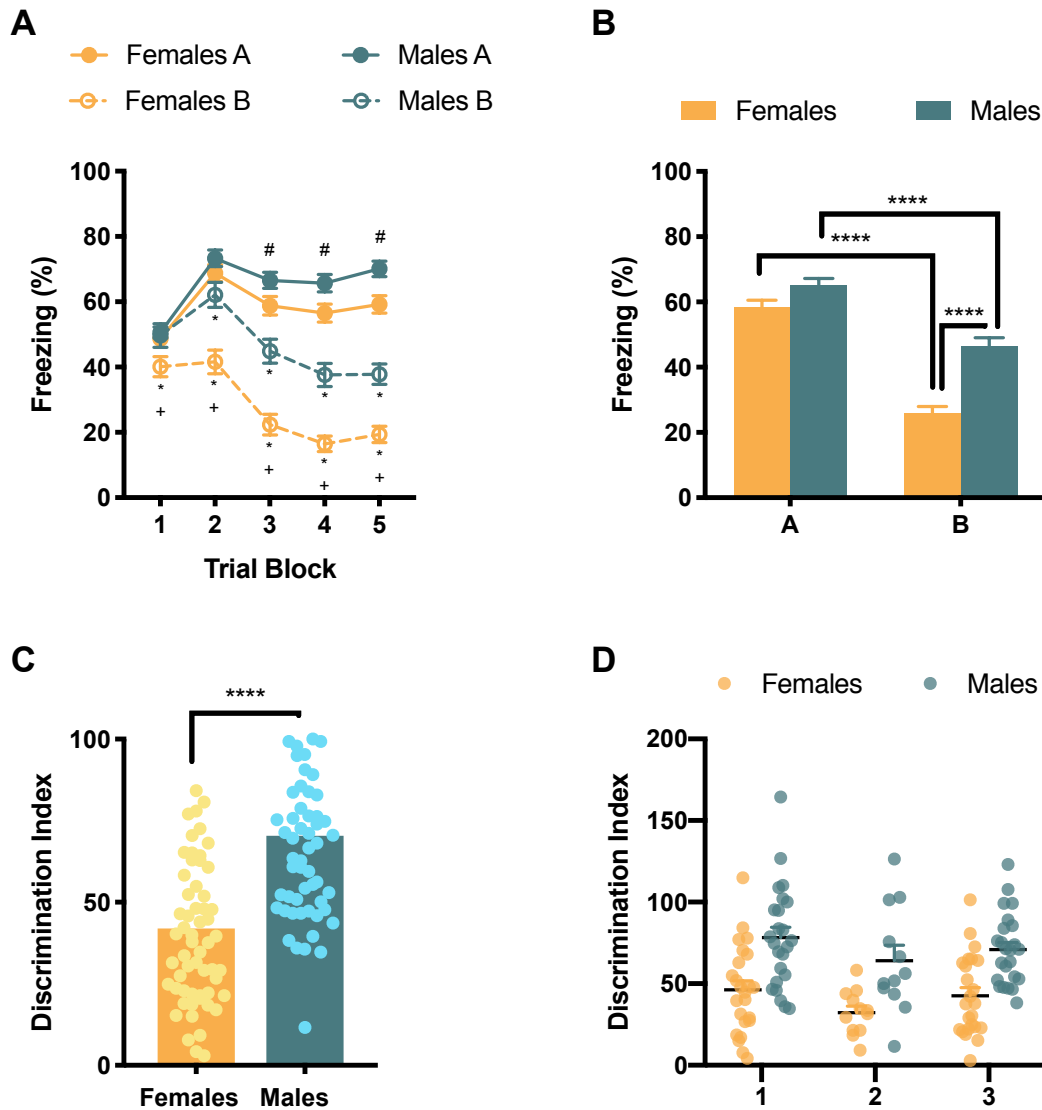 A
Females A
Males A
Females B
Males B
100
80
60
40
20
0
Freezing (%)
# # #
* * * * *
* * * *
+ + + + +
1 2 3 4 5
Trial Block
B
Females
Males
100
80
60
40
20
0
Freezing (%)
****
****
****
A B
C
****
100
50
0
Discrimination Index
Females Males
D
Females
Males
200
150
100
50
0
Discrimination Index
1 2 3